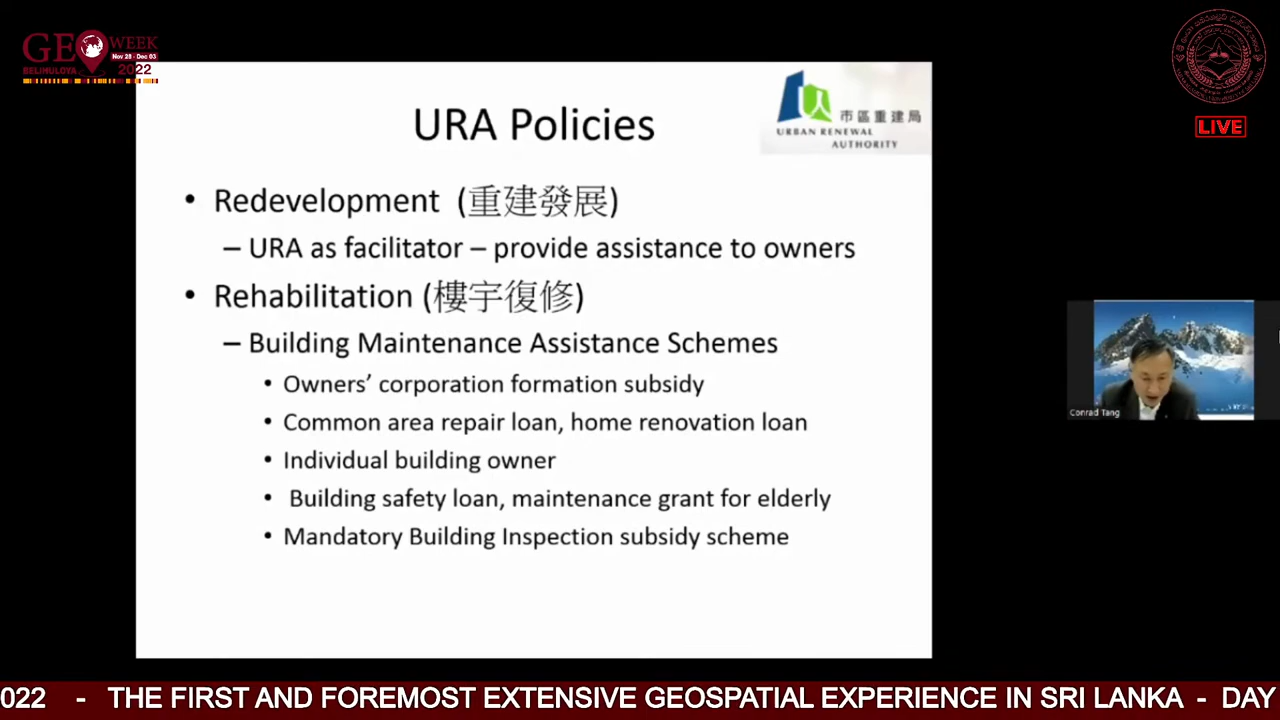 GEO WEEK
Nov 28 - Dec 03
BELIHULOYA 2022
LIVE
URA Policies
市區重建局
URBAN RENEWAL
AUTHORITY
• Redevelopment (重建發展)
– URA as facilitator – provide assistance to owners
• Rehabilitation (樓宇復修)
– Building Maintenance Assistance Schemes
• Owners’ corporation formation subsidy
• Common area repair loan, home renovation loan
• Individual building owner
• Building safety loan, maintenance grant for elderly
• Mandatory Building Inspection subsidy scheme
Conrad Tang
022 - THE FIRST AND FOREMOST EXTENSIVE GEOSPATIAL EXPERIENCE IN SRI LANKA - DAY